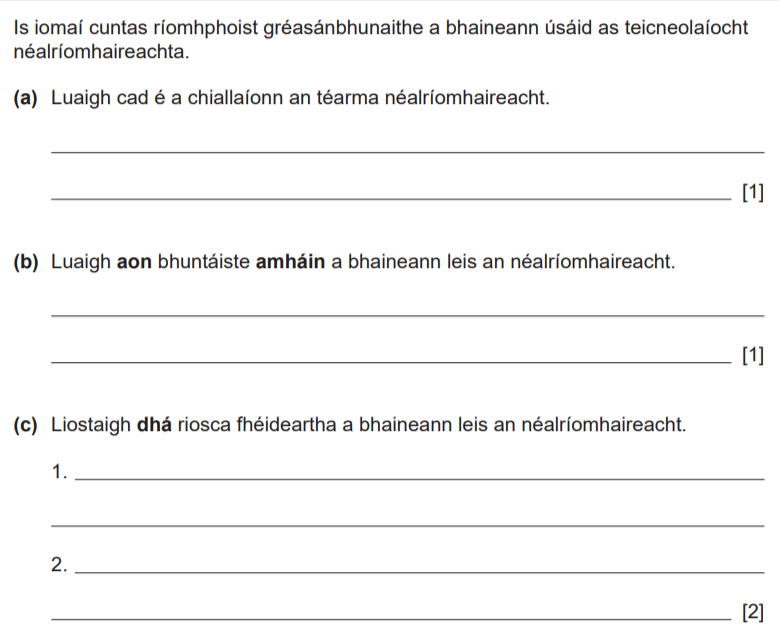 Is iomaí cuntas ríomhphoist gréasánbhunaithe a bhaineann úsáid as teicneolaíocht
néalríomhaireachta.
(a) Luaigh cad é a chiallaíonn an téarma néalríomhaireacht.
[1]
(b) Luaigh aon bhuntáiste amháin a bhaineann leis an néalríomhaireacht.
[1]
(c) Liostaigh dhá riosca fhéideartha a bhaineann leis an néalríomhaireacht.
1.
2.
[2]